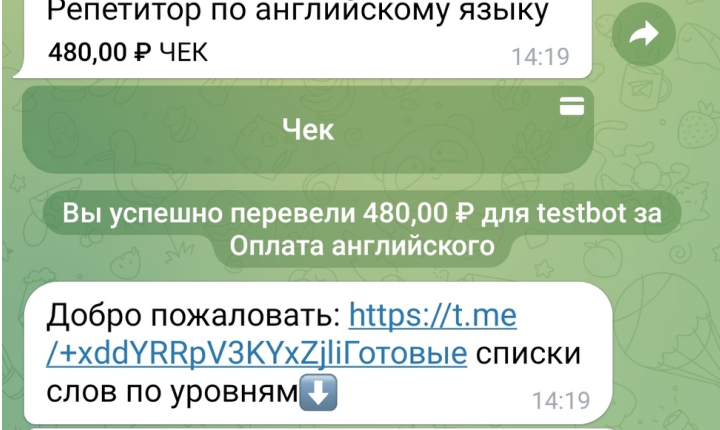 Репетитор по английскому языку
480,00 ₽ ЧЕК
14:19
Чек
Вы успешно перевели 480,00 ₽ для testbot за
Оплата английского
Добро пожаловать: https://t.me
/+xddYRRpV3KYxZjliГотовые списки
слов по уровням⬇️
14:19